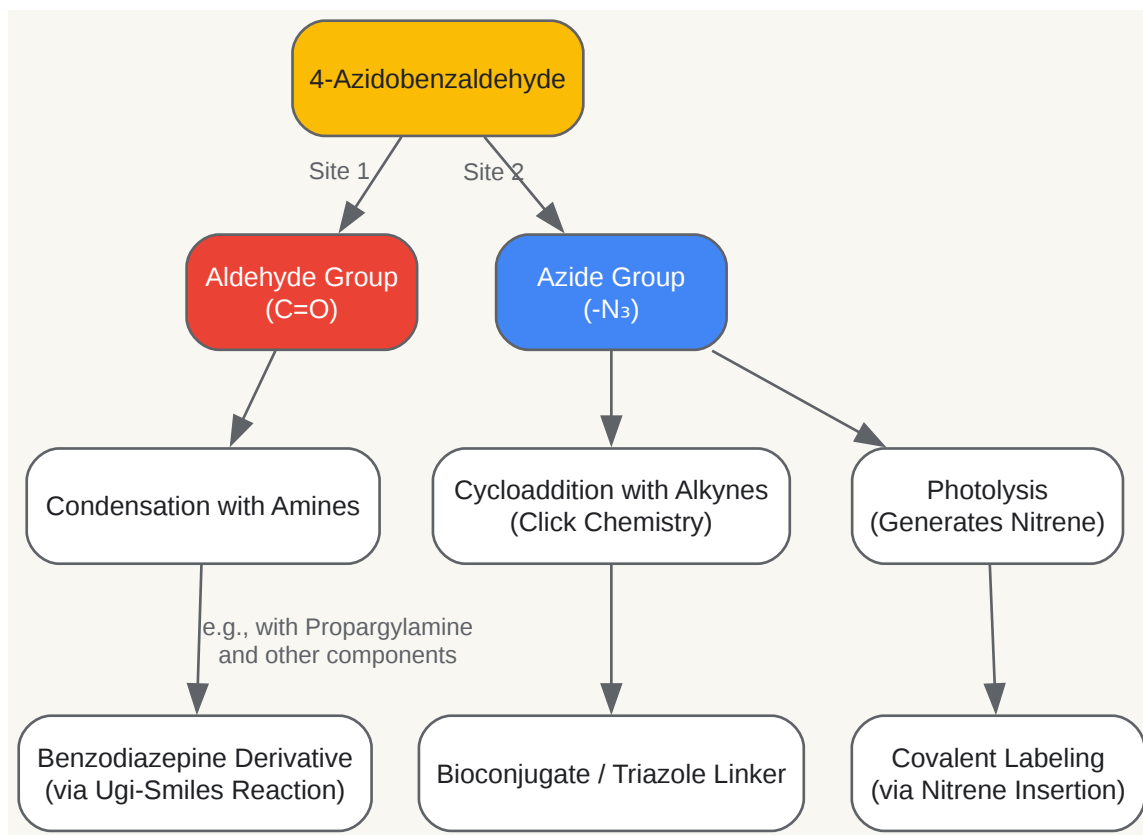 4-Azidobenzaldehyde
Site 1
Site 2
Aldehyde Group
(C=O)
Azide Group
(-N₃)
Condensation with Amines
Cycloaddition with Alkynes
(Click Chemistry)
Photolysis
(Generates Nitrene)
e.g., with Propargylamine
and other components
Benzodiazepine Derivative
(via Ugi-Smiles Reaction)
Bioconjugate / Triazole Linker
Covalent Labeling
(via Nitrene Insertion)